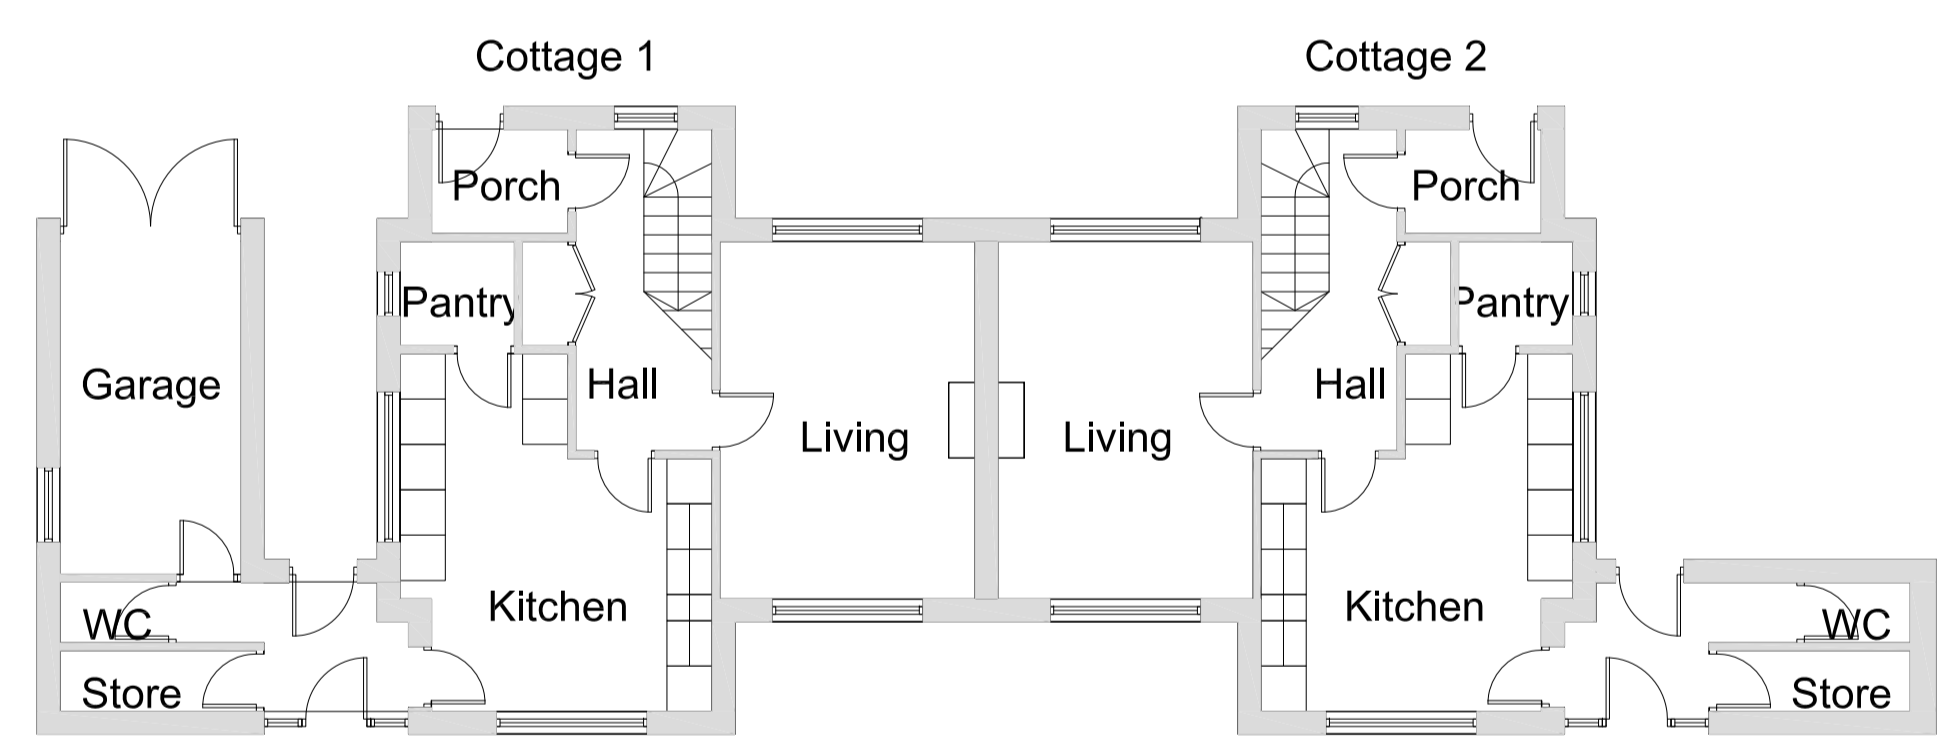 Cottage 1
Cottage 2
Porch
Porch
Pantry
Pantry
Garage
Hall
Hall
Living
Living
WC
Kitchen
Kitchen
WC
Store
Store